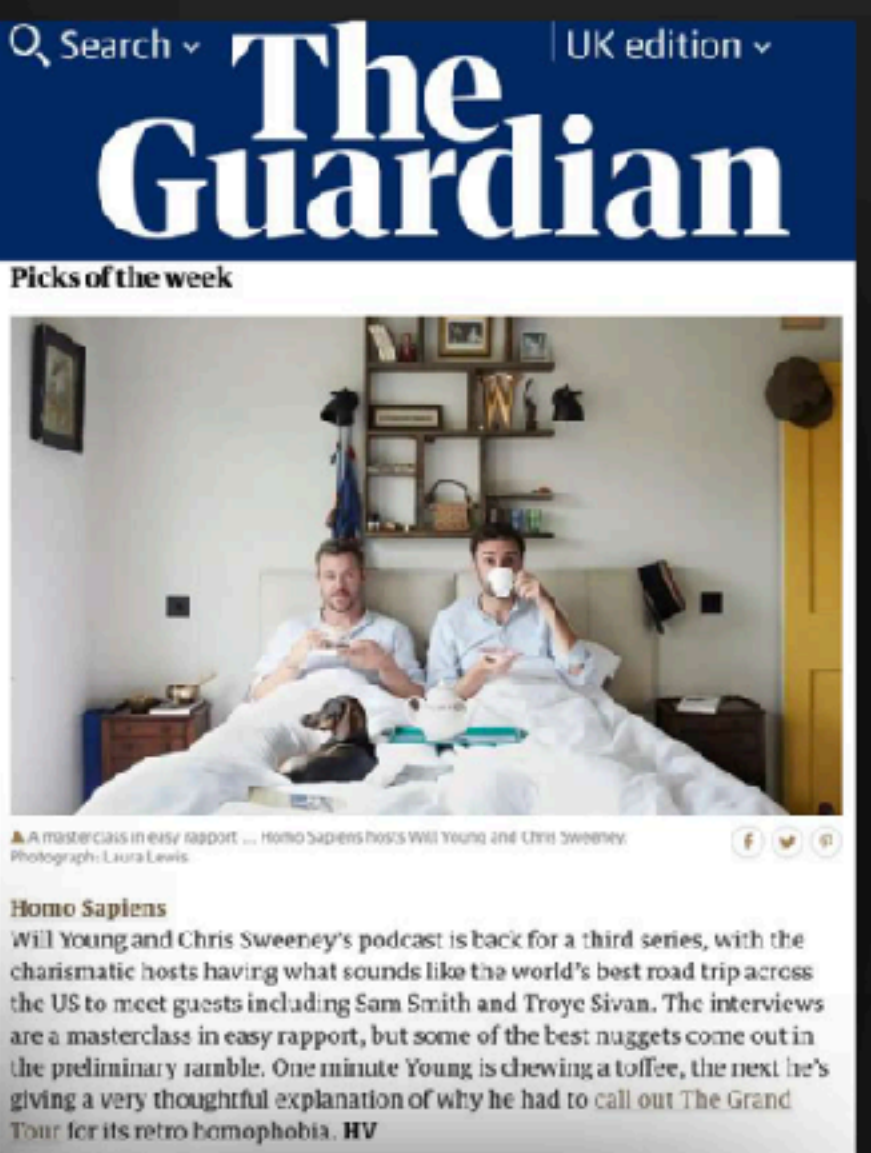 Search
UK edition
The
Guardian
Picks of the week
W
A masterclass in easy rapport ... Homo Sapiens hosts Will Young and Chris Sweeney.
Photograph: Laura Lewis
Homo Sapiens
Will Young and Chris Sweeney's podcast is back for a third series, with the
charismatic hosts having what sounds like the world's best road trip across
the US to meet guests including Sam Smith and Troye Sivan. The interviews
are a masterclass in easy rapport, but some of the best nuggets come out in
the preliminary ramble. One minute Young is chewing a toffee, the next he's
giving a very thoughtful explanation of why he had to call out The Grand
Tour for its retro homophobia. HV